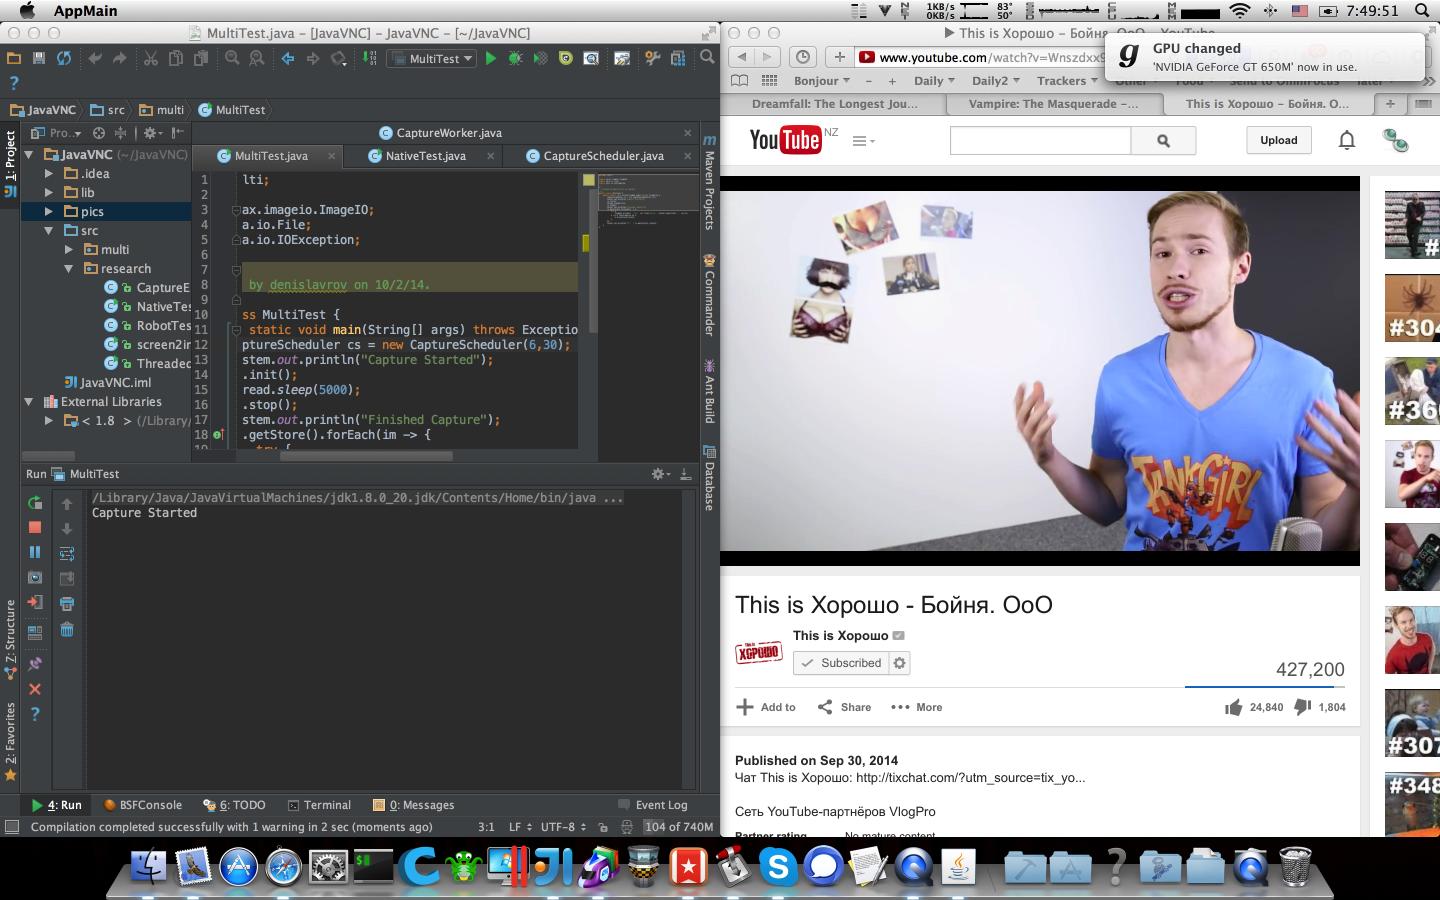 AppMain
1KB/s
0KB/s
83°
50°
7:49:51
MultiTest.java - [JavaVNC] - JavaVNC - [~/JavaVNC]
MultiTest
JavaVNC
src
multi
MultiTest
1: Project
Pro...
JavaVNC (~/JavaVNC)
.idea
lib
pics
src
multi
research
CaptureE
NativeTes
RobotTes
screen2ir
Threaded
JavaVNC.iml
External Libraries
< 1.8 > (/Library/
CaptureWorker.java
MultiTest.java
NativeTest.java
CaptureScheduler.java
1 lti;
2
3 ax.imageio.ImageIO;
4 a.io.File;
5 a.io.IOException;
6
7
8 by denislavrov on 10/2/14.
9
10 ss MultiTest {
11 static void main(String[] args) throws Exceptio
12 ptureScheduler cs = new CaptureScheduler(6,30);
13 stem.out.println("Capture Started");
14 .init();
15 read.sleep(5000);
16 .stop();
17 stem.out.println("Finished Capture");
18 .getStore().forEach(im -> {
19 try {
Maven Projects
Commander
Ant Build
Database
Run MultiTest
/Library/Java/JavaVirtualMachines/jdk1.8.0_20.jdk/Contents/Home/bin/java ...
Capture Started
Z: Structure
2: Favorites
4: Run
BSFConsole
6: TODO
Terminal
0: Messages
Event Log
Compilation completed successfully with 1 warning in 2 sec (moments ago)
3:1
LF
UTF-8
104 of 740M
This is Хорошо - Бойня. ОоО — YouTube
www.youtube.com/watch?v=Wnszdxx9
GPU changed
'NVIDIA GeForce GT 650M' now in use.
Bonjour
Daily
Daily2
Trackers
Other
Send to OmniFocus
Dreamfall: The Longest Jou...
Vampire: The Masquerade -...
This is Хорошо - Бойня. О...
YouTube NZ
Upload
TANKGIRL
#
#304
#36
#307
#348
This is Хорошо - Бойня. ОоО
This is ХОРОШО
This is Хорошо
Subscribed
427,200
Add to
Share
More
24,840
1,804
Published on Sep 30, 2014
Чат This is Хорошо: http://tixchat.com/?utm_source=tix_yo...
Сеть YouTube-партнёров VlogPro
Partner rating
No mature content